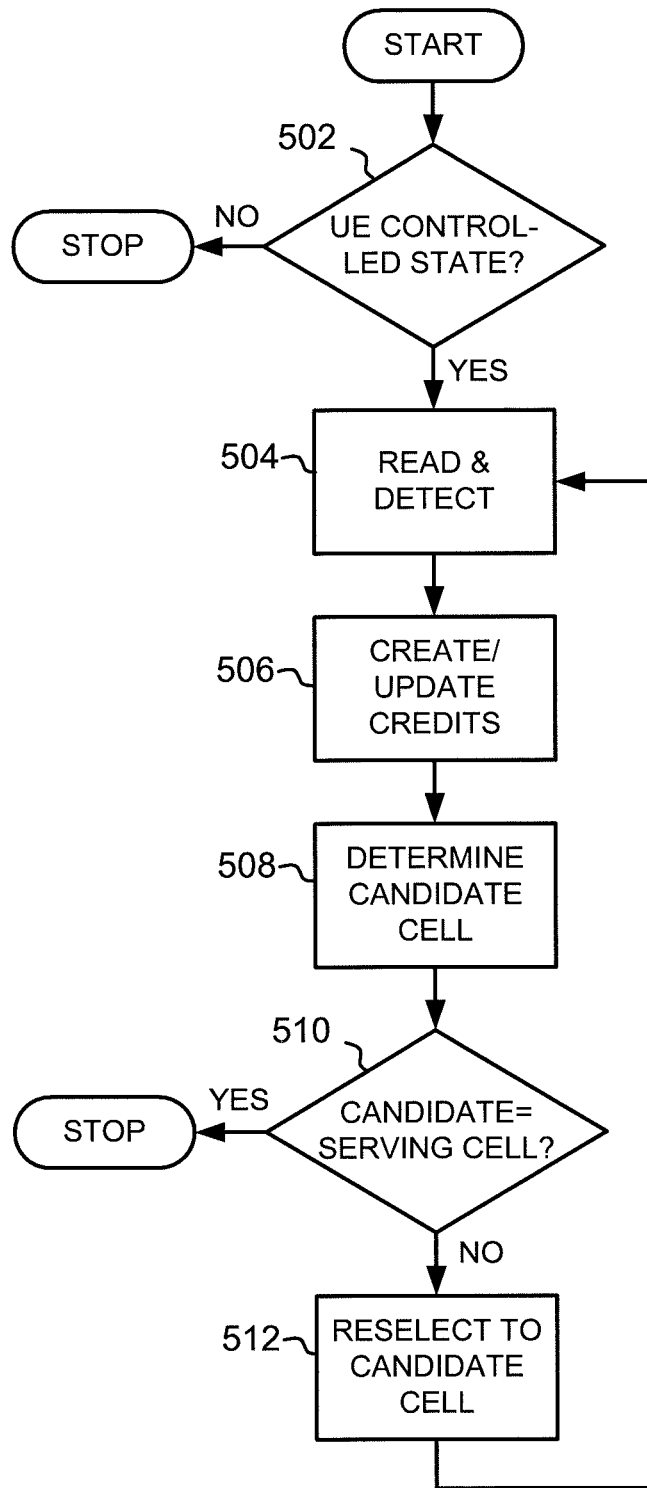 START
502
NO
STOP
UE CONTROL-
LED STATE?
YES
504
READ &
DETECT
506
CREATE/
UPDATE
CREDITS
508
DETERMINE
CANDIDATE
CELL
510
YES
STOP
CANDIDATE=
SERVING CELL?
NO
512
RESELECT TO
CANDIDATE
CELL